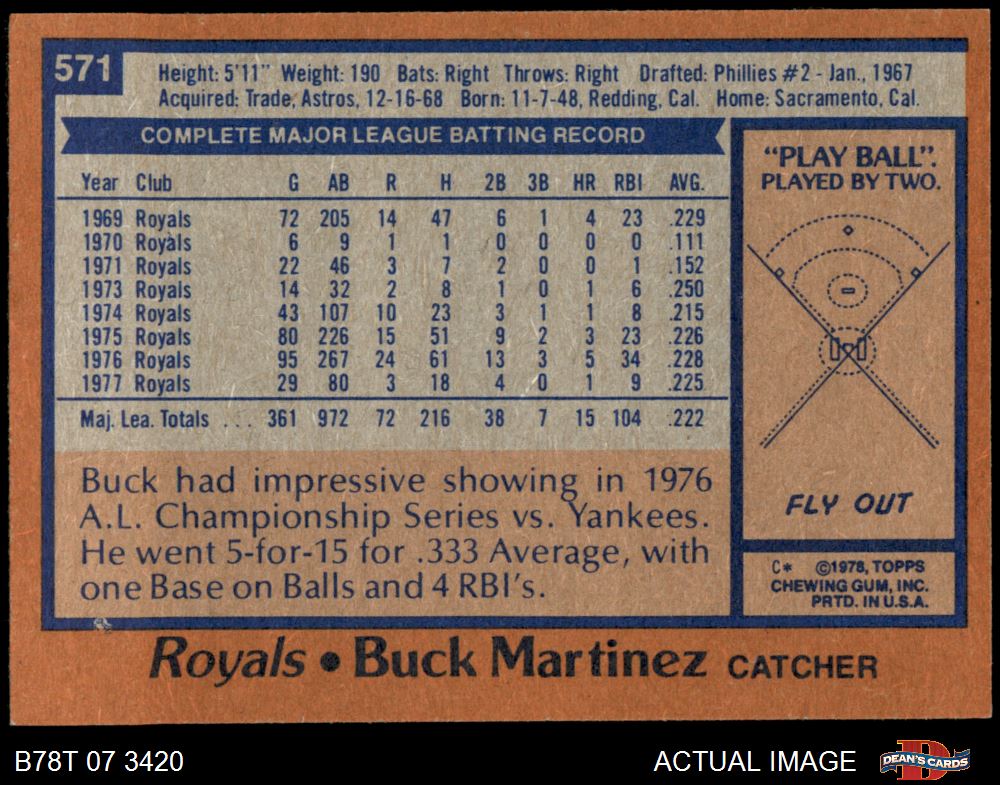 571
Height: 5'11" Weight: 190 Bats: Right Throws: Right Drafted: Phillies #2 - Jan., 1967
Acquired: Trade, Astros, 12-16-68 Born: 11-7-48, Redding, Cal. Home: Sacramento, Cal.
COMPLETE MAJOR LEAGUE BATTING RECORD
Year Club G AB R H 2B 3B HR RBI AVG.
1969 Royals 72 205 14 47 6 1 4 23 .229
1970 Royals 6 9 1 1 0 0 0 0 .111
1971 Royals 22 46 3 7 2 0 0 1 .152
1973 Royals 14 32 2 8 1 0 1 6 .250
1974 Royals 43 107 10 23 3 1 1 8 .215
1975 Royals 80 226 15 51 9 2 3 23 .226
1976 Royals 95 267 24 61 13 3 5 34 .228
1977 Royals 29 80 3 18 4 0 1 9 .225
Maj. Lea. Totals . . . 361 972 72 216 38 7 15 104 .222
Buck had impressive showing in 1976
A.L. Championship Series vs. Yankees.
He went 5-for-15 for .333 Average, with
one Base on Balls and 4 RBI's.
"PLAY BALL".
PLAYED BY TWO.
FLY OUT
C* ©1978, TOPPS
CHEWING GUM, INC.
PRTD. IN U.S.A.
Royals • Buck Martinez CATCHER
B78T 07 3420 ACTUAL IMAGE
D
DEAN'S CARDS